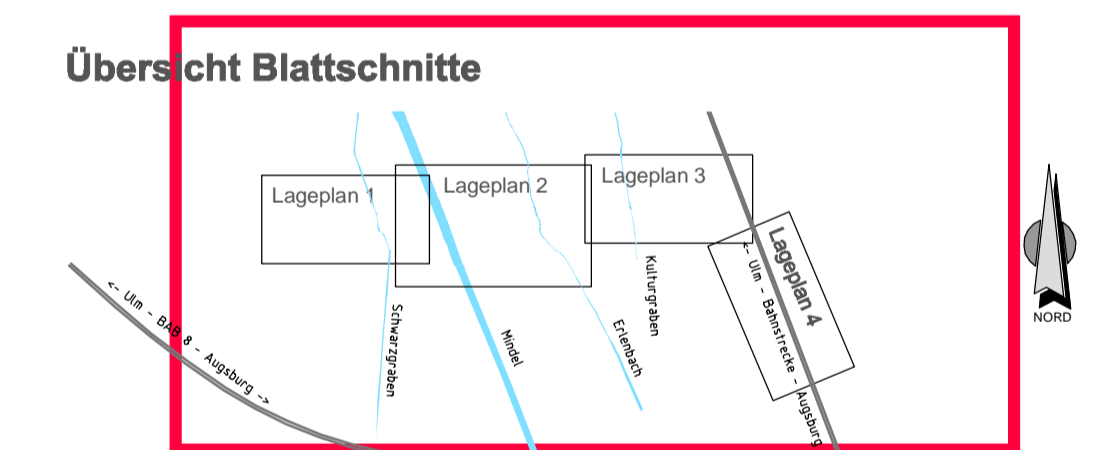 Übersicht Blattschnitte
Lageplan 1
Lageplan 2
Lageplan 3
Lageplan 4
<- Ulm - BAB 8 - Augsburg ->
Schwarzgraben
Mindel
Erlenbach
Kulturgraben
<- Ulm - Bahnstrecke - Augsburg
NORD